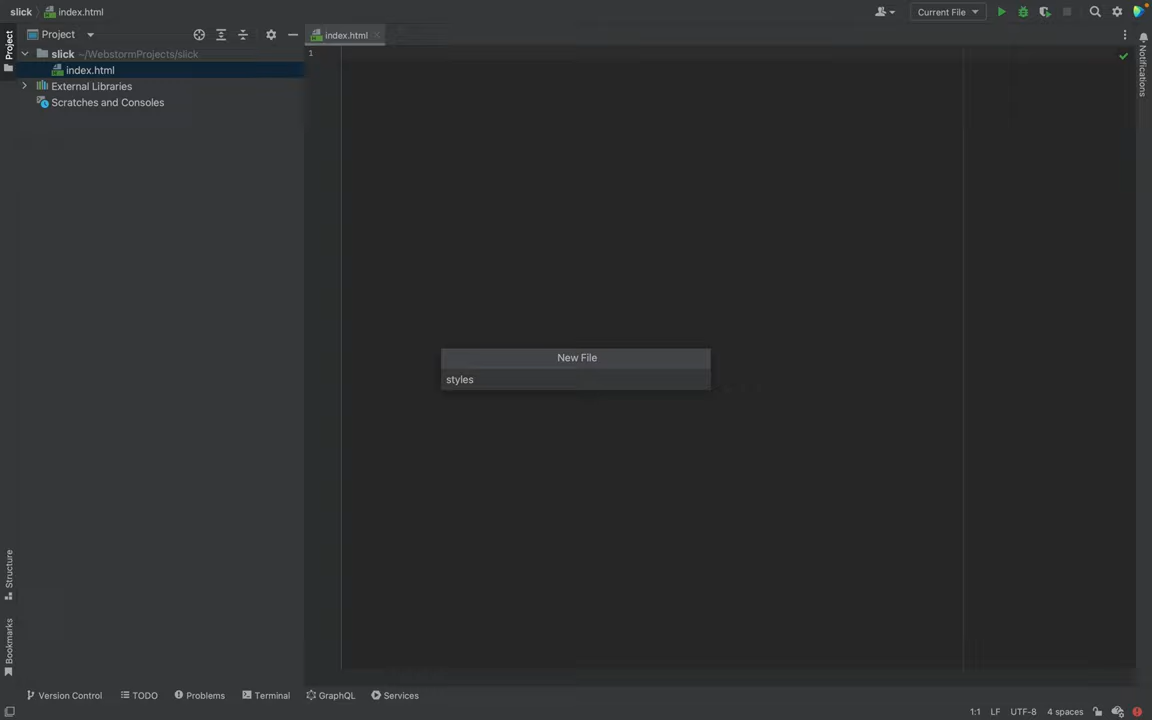 slick index.html Current File
Project
index.html
slick ~/WebstormProjects/slick
index.html
External Libraries
Scratches and Consoles
1
New File
styles
Project
Structure
Bookmarks
Notifications
Version Control TODO Problems Terminal GraphQL Services
1:1 LF UTF-8 4 spaces